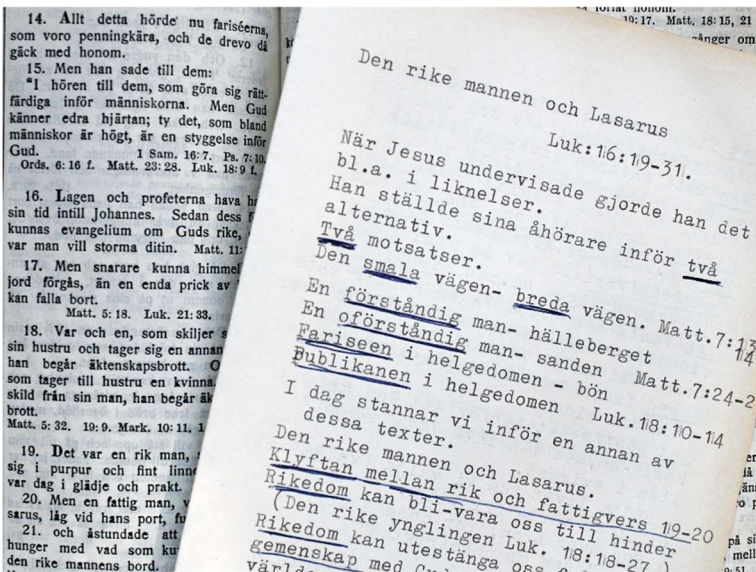 14. Allt detta hörde nu fariséerna,
som voro penningkära, och de drevo då
gäck med honom.
15. Men han sade till dem:
"I hören till dem, som göra sig rätt-
färdiga inför människorna. Men Gud
känner edra hjärtan; ty det, som bland
människor är högt, är en styggelse inför
Gud. 1 Sam. 16: 7. Ps. 7: 10.
Ords. 6: 16 f. Matt. 23: 28. Luk. 18: 9 f.
16. Lagen och profeterna hava
sin tid intill Johannes. Sedan dess
kunnas evangelium om Guds rike,
var man vill storma ditin. Matt. 11:
17. Men snarare kunna himmel
jord förgås, än en enda prick av
kan falla bort.
Matt. 5: 18. Luk. 21: 33.
18. Var och en, som skiljer
sin hustru och tager sig en annan
han begår äktenskapsbrott.
som tager till hustru en kvinna,
skild från sin man, han begår
brott.
Matt. 5: 32. 19: 9. Mark. 10: 11.
19. Det var en rik man,
sig i purpur och fint
var dag i glädje och prakt.
20. Men en fattig man,
sarus, låg vid hans port,
21. och åstundade att
hunger med vad som
den rike mannens bord.
19: 17. Matt. 18: 15, 21
gånger om
Den rike mannen och Lasarus
Luk: 16: 19-31.
När Jesus undervisade gjorde han det
bl.a. i liknelser.
Han ställde sina åhörare inför två
alternativ.
Två motsatser.
Den smala vägen- breda vägen. Matt.7:13
14
En förståndig man- hälleberget
En oförståndig man- sanden Matt.7:24-2
Fariseen i helgedomen - bön
Publikanen i helgedomen Luk. 18:10-14
I dag stannar vi inför en annan av
dessa texter.
Den rike mannen och Lasarus.
Klyftan mellan rik och fattigvers 19-20
Rikedom kan bli-vara oss till hinder
(Den rike ynglingen Luk. 18:18-27 )
Rikedom kan utestänga oss
gemenskap med